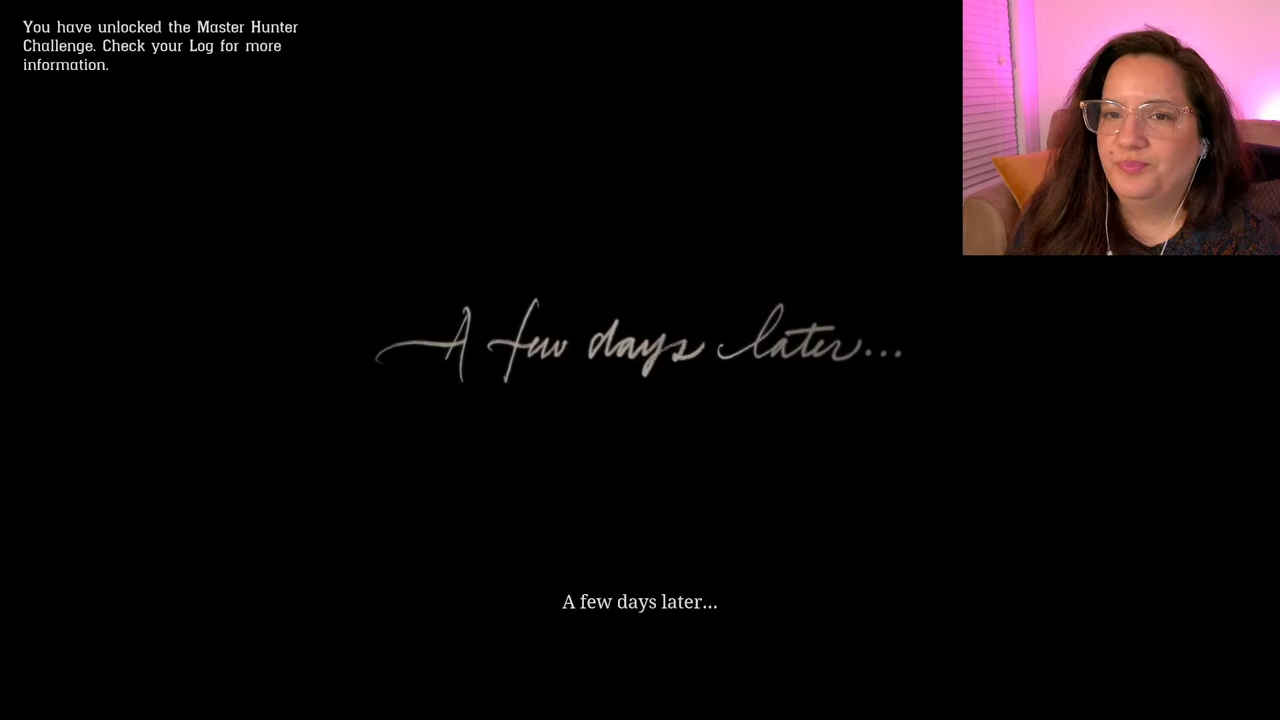 You have unlocked the Master Hunter
Challenge. Check your Log for more
information.
A few days later...
A few days later...